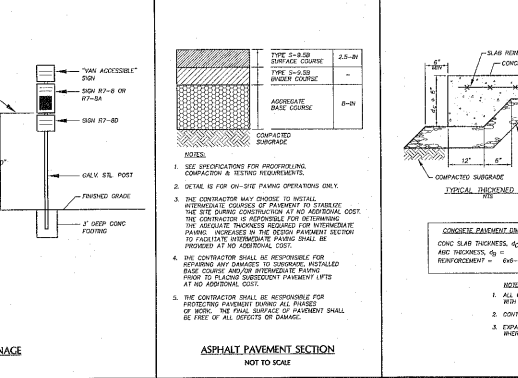 "VAN ACCESSIBLE"
SIGN
SIGN R7-8 OR
R7-8A
SIGN R7-8D
GALV. STL. POST
FINISHED GRADE
3' DEEP CONC
FOOTING
NAGE
TYPE S-9.5B
SURFACE COURSE
2.5-IN
TYPE S-9.5B
BINDER COURSE
-
AGGREGATE
BASE COURSE
8-IN
COMPACTED
SUBGRADE
NOTES:
1. SEE SPECIFICATIONS FOR PROOFROLLING,
COMPACTION & TESTING REQUIREMENTS.
2. DETAIL IS FOR ON-SITE PAVING OPERATIONS ONLY.
3. THE CONTRACTOR MAY CHOOSE TO INSTALL
INTERMEDIATE COURSES OF PAVEMENT TO STABILIZE
THE SITE DURING CONSTRUCTION AT NO ADDITIONAL COST.
THE CONTRACTOR IS REPONSIBLE FOR DETERMINING
THE ADEQUATE THICKNESS REQUIRED FOR INTERMEDIATE
PAVING. INCREASES IN THE DESIGN PAVEMENT SECTION
TO FACILITATE INTERMEDIATE PAVING SHALL BE
PROVIDED AT NO ADDITIONAL COST.
4. THE CONTRACTOR SHALL BE RESPONSIBLE FOR
REPAIRING ANY DAMAGES TO SUBGRADE, INSTALLED
BASE COURSE AND/OR INTERMEDIATE PAVING
PRIOR TO PLACING SUBSEQUENT PAVEMENT LIFTS
AT NO ADDITIONAL COST.
5. THE CONTRACTOR SHALL BE RESPONSIBLE FOR
PROTECTING PAVEMENT DURING ALL PHASES
OF WORK. THE FINAL SURFACE OF PAVEMENT SHALL
BE FREE OF ALL DEFECTS OR DAMAGE.
ASPHALT PAVEMENT SECTION
NOT TO SCALE
SLAB REIN
CONC
6"
MIN
12"
6"
COMPACTED SUBGRADE
TYPICAL THICKENED
NTS
CONCRETE PAVEMENT DIM
CONC SLAB THICKNESS, dc
ABC THICKNESS, dB =
REINFORCEMENT = 6x6-
NOTE
1. ALL
WITH
2. CONT
3. EXPA
WHER